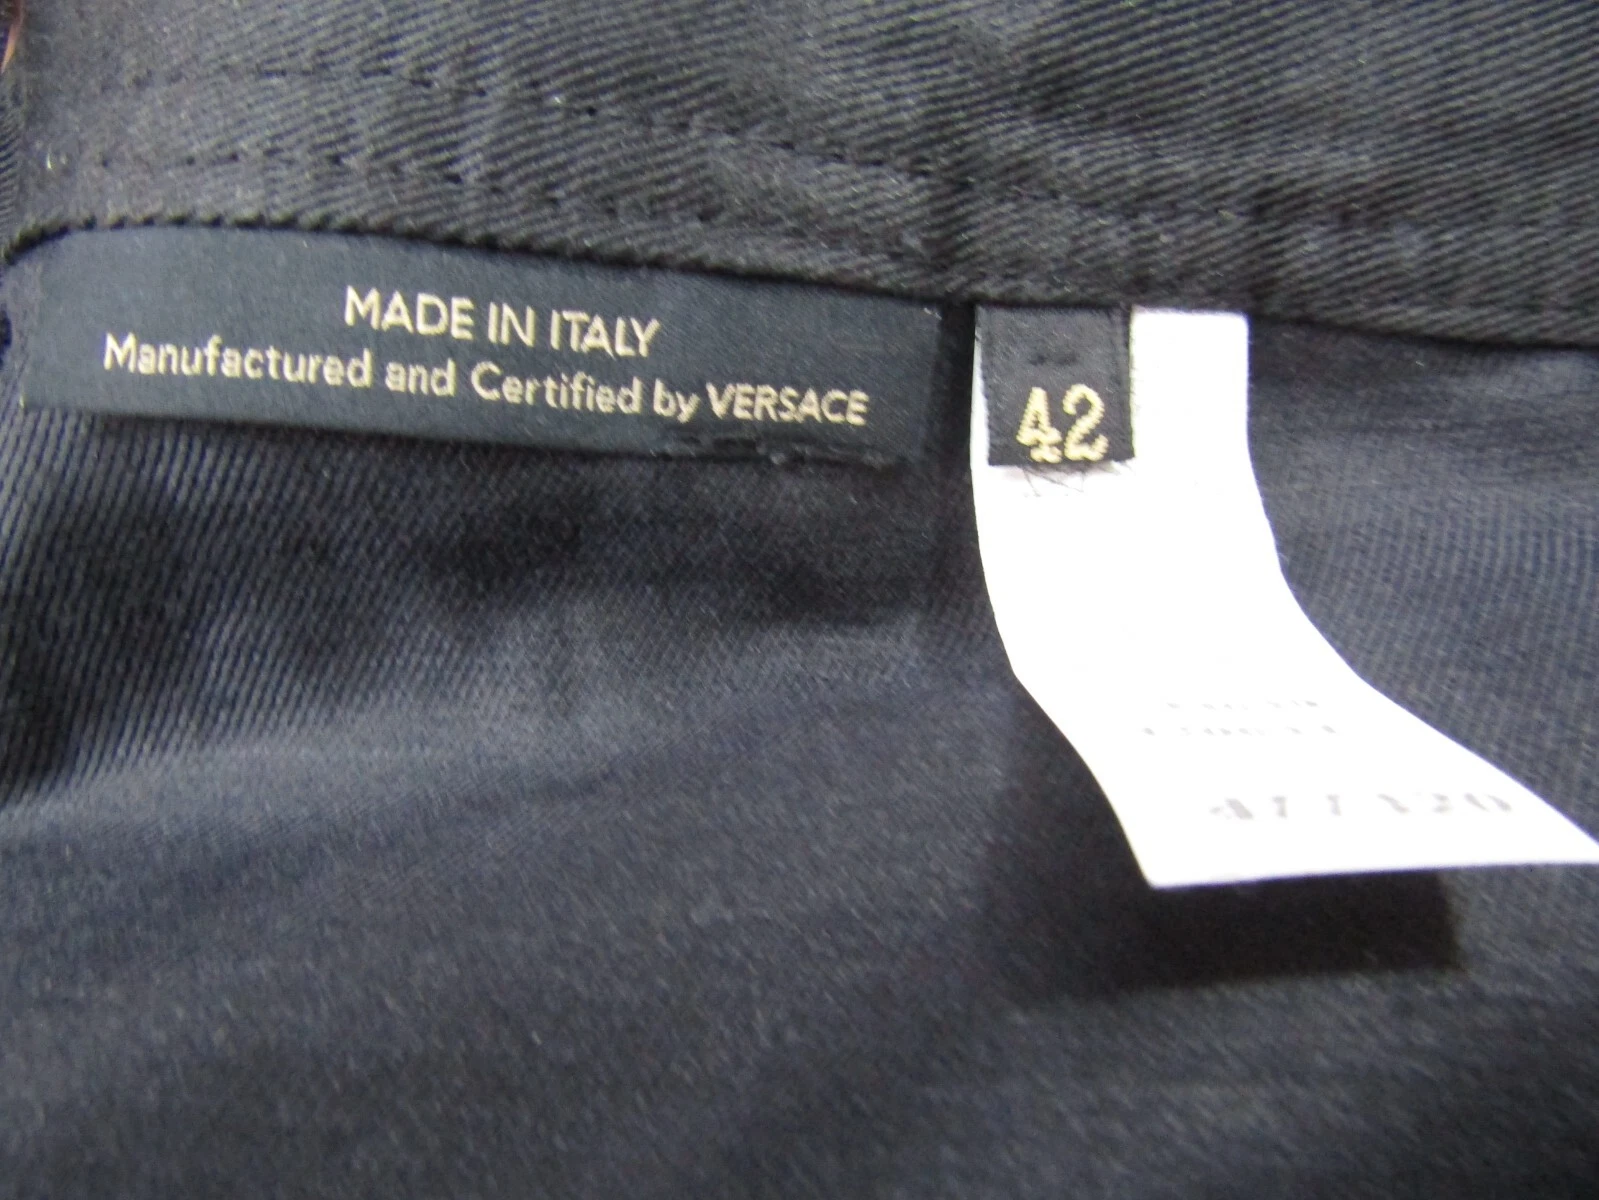 MADE IN ITALY
Manufactured and Certified by VERSACE
42